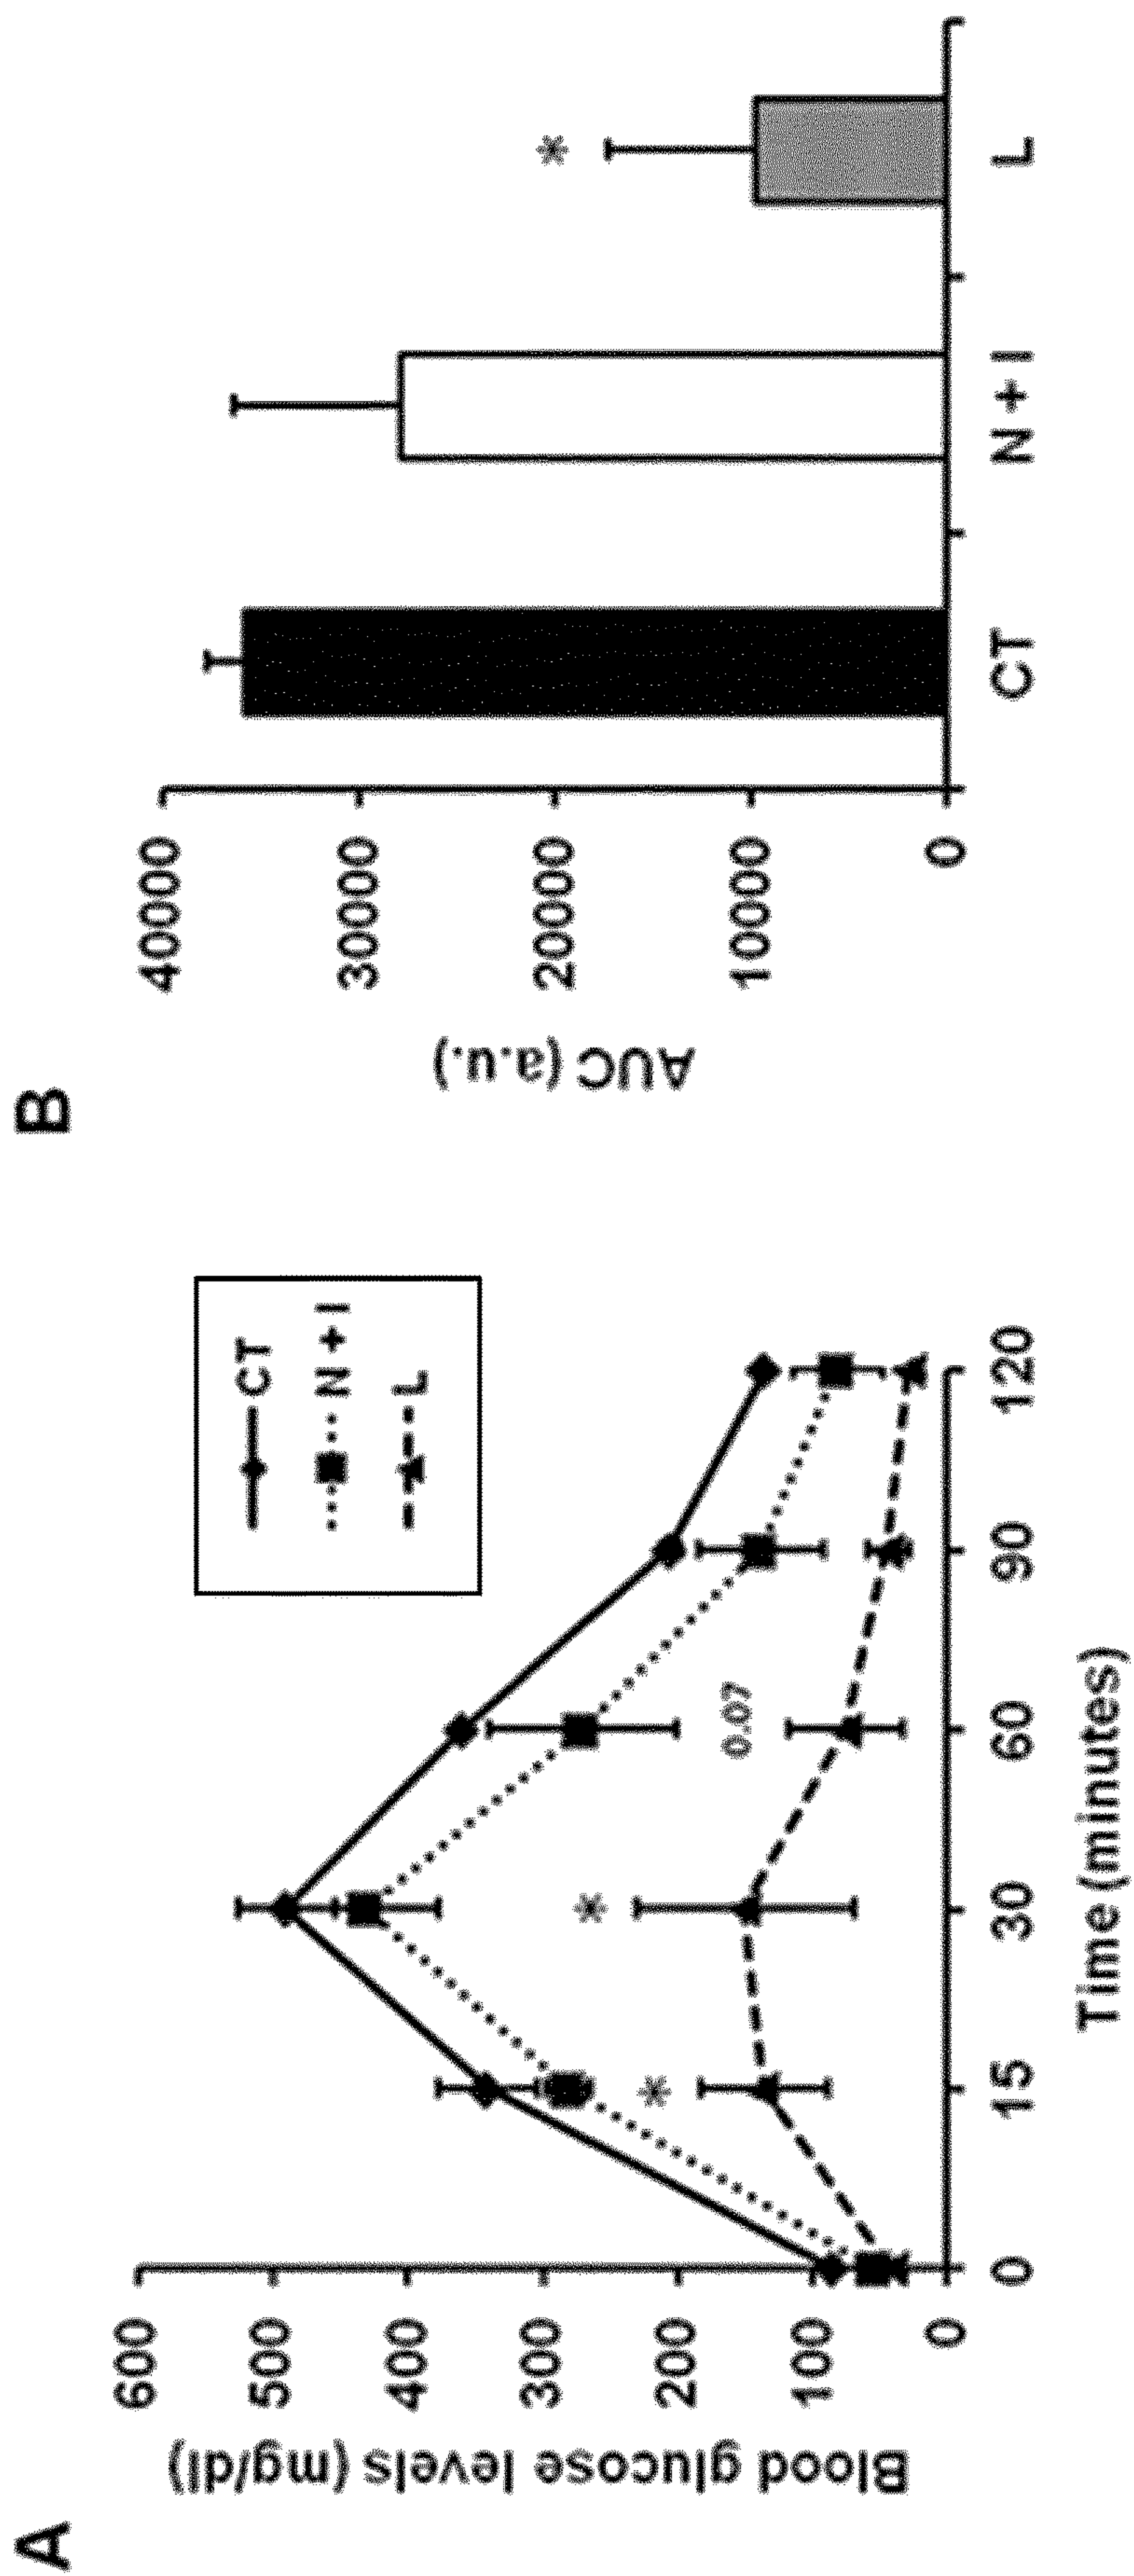 A
Blood glucose levels (mg/dl)
600
500
400
300
200
100
0
CT
N + I
L
*
*
0.07
0
15
30
60
90
120
Time (minutes)
B
AUC (a.u.)
40000
30000
20000
10000
0
*
CT
N + I
L